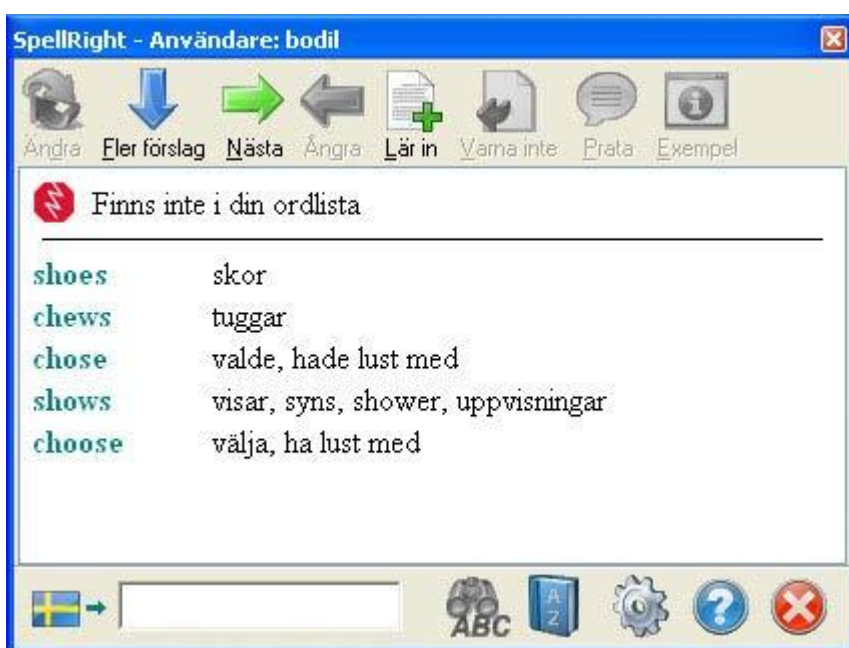 SpellRight - Användare: bodil
Ändra Fler förslag Nästa Ångra Lär in Varna inte Prata Exempel
Finns inte i din ordlista
shoes skor
chews tuggar
chose valde, hade lust med
shows visar, syns, shower, uppvisningar
choose välja, ha lust med
ABC A Z